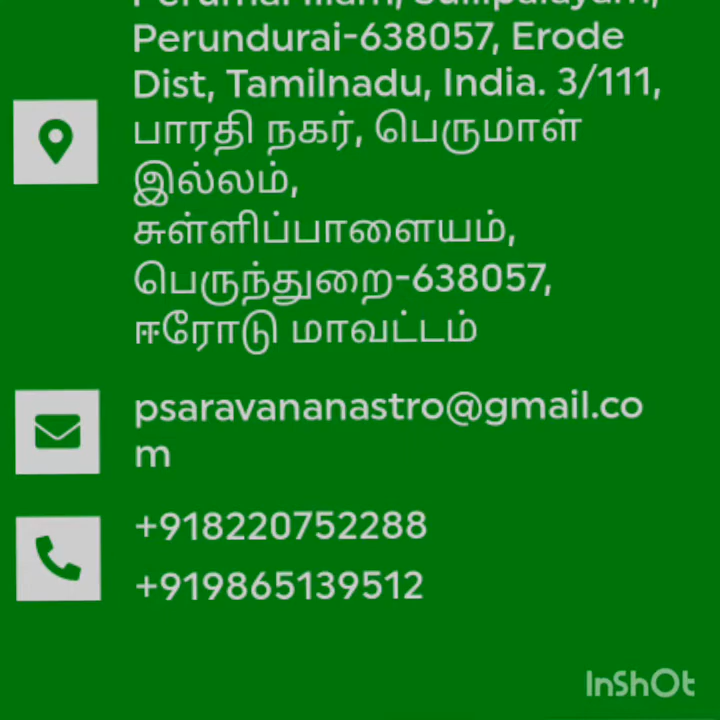 Perundurai-638057, Erode
Dist, Tamilnadu, India. 3/111,
பாரதி நகர், பெருமாள்
இல்லம்,
சுள்ளிப்பாளையம்,
பெருந்துறை-638057,
ஈரோடு மாவட்டம்
psaravananastro@gmail.co
m
+918220752288
+919865139512
InShOt